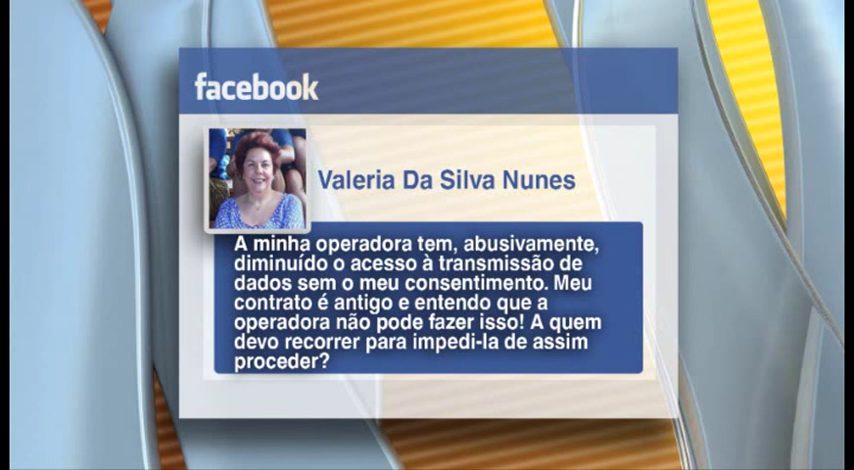 facebook
Valeria Da Silva Nunes
A minha operadora tem, abusivamente,
diminuído o acesso à transmissão de
dados sem o meu consentimento. Meu
contrato é antigo e entendo que a
operadora não pode fazer isso! A quem
devo recorrer para impedi-la de assim
proceder?